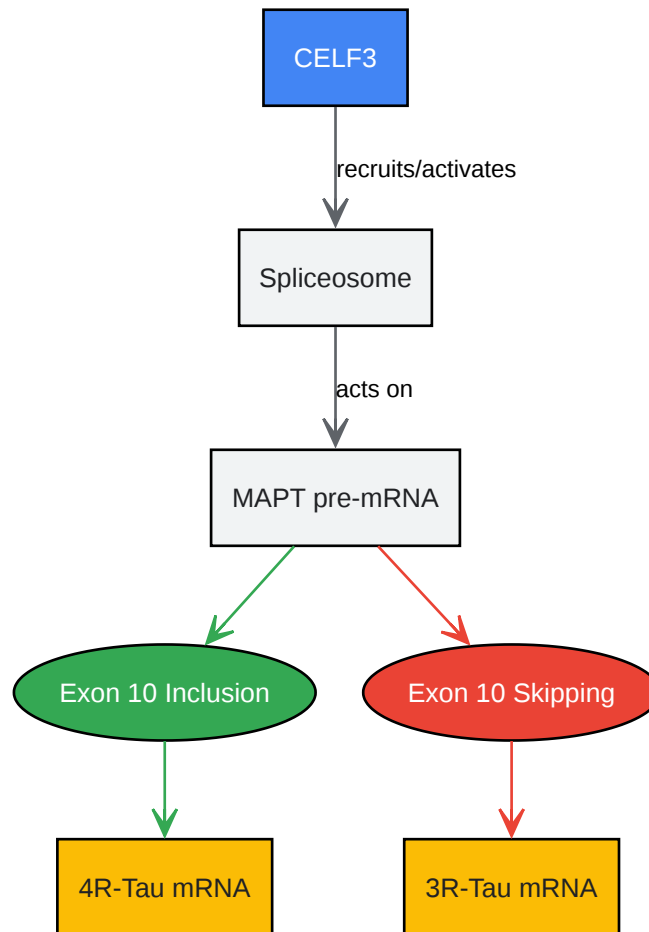 CELF3
recruits/activates
Spliceosome
acts on
MAPT pre-mRNA
Exon 10 Inclusion
Exon 10 Skipping
4R-Tau mRNA
3R-Tau mRNA